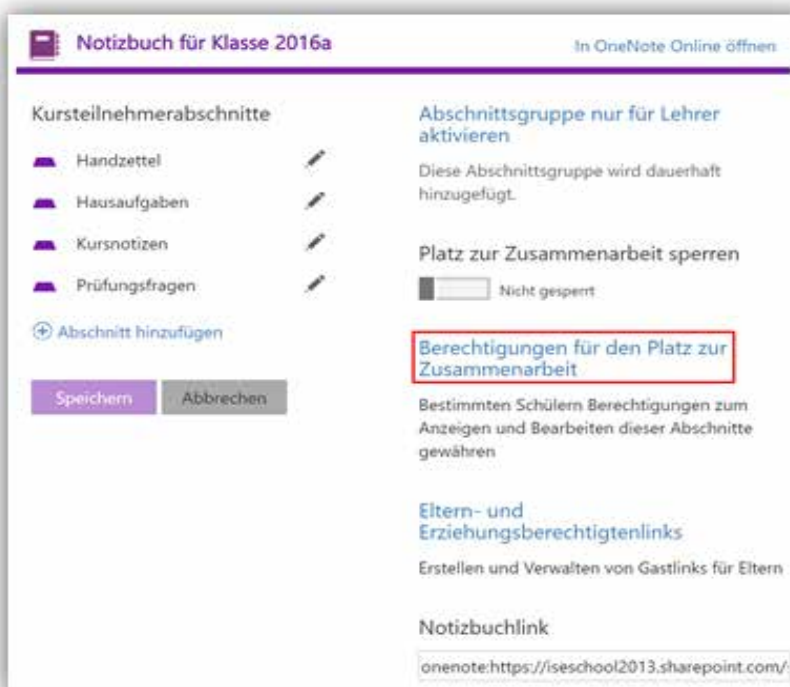 Notizbuch für Klasse 2016a
In OneNote Online öffnen
Kursteilnehmerabschnitte
Handzettel
Hausaufgaben
Kursnotizen
Prüfungsfragen
Abschnitt hinzufügen
Speichern
Abbrechen
Abschnittsgruppe nur für Lehrer
aktivieren
Diese Abschnittsgruppe wird dauerhaft
hinzugefügt.
Platz zur Zusammenarbeit sperren
Nicht gesperrt
Berechtigungen für den Platz zur
Zusammenarbeit
Bestimmten Schülern Berechtigungen zum
Anzeigen und Bearbeiten dieser Abschnitte
gewähren
Eltern- und
Erziehungsberechtigtenlinks
Erstellen und Verwalten von Gastlinks für Eltern
Notizbuchlink
onenote:https://iseschool2013.sharepoint.com/